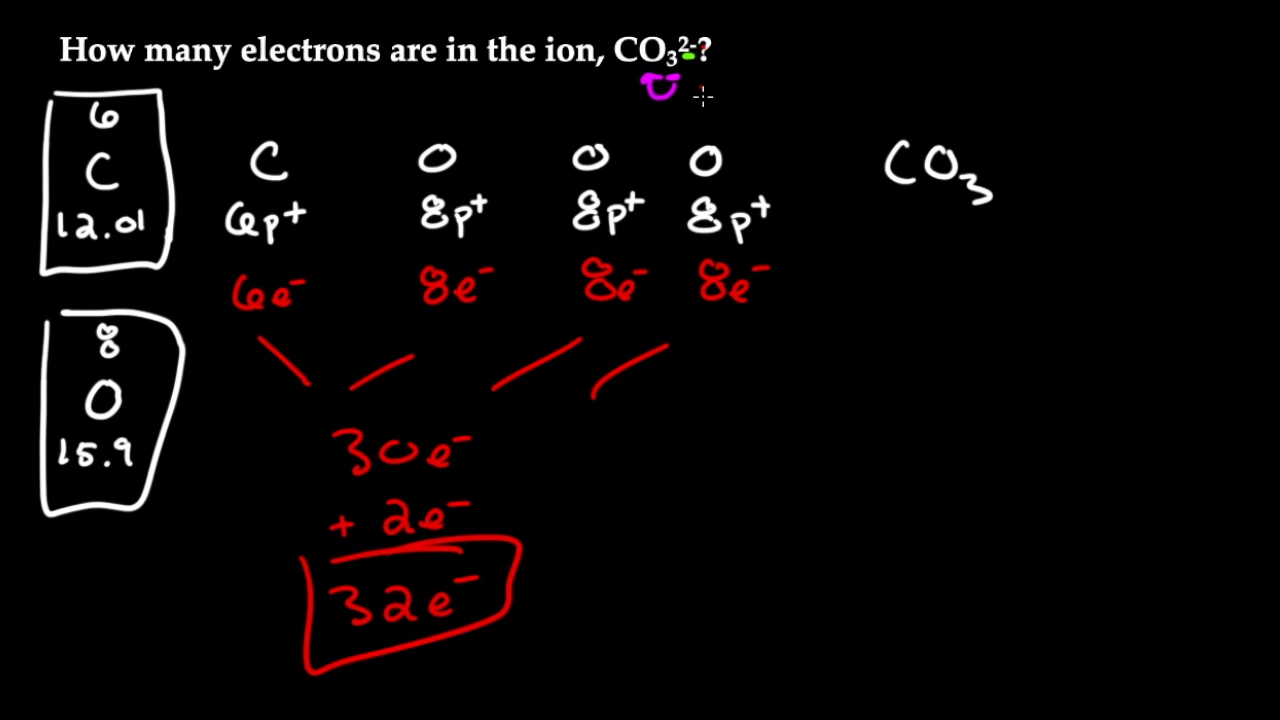 How many electrons are in the ion, CO₃²⁻?
6
C
12.01
C O O O CO₃
6p⁺ 8p⁺ 8p⁺ 8p⁺
6e⁻ 8e⁻ 8e⁻ 8e⁻
8
O
15.9
30e⁻
+ 2e⁻
32e⁻